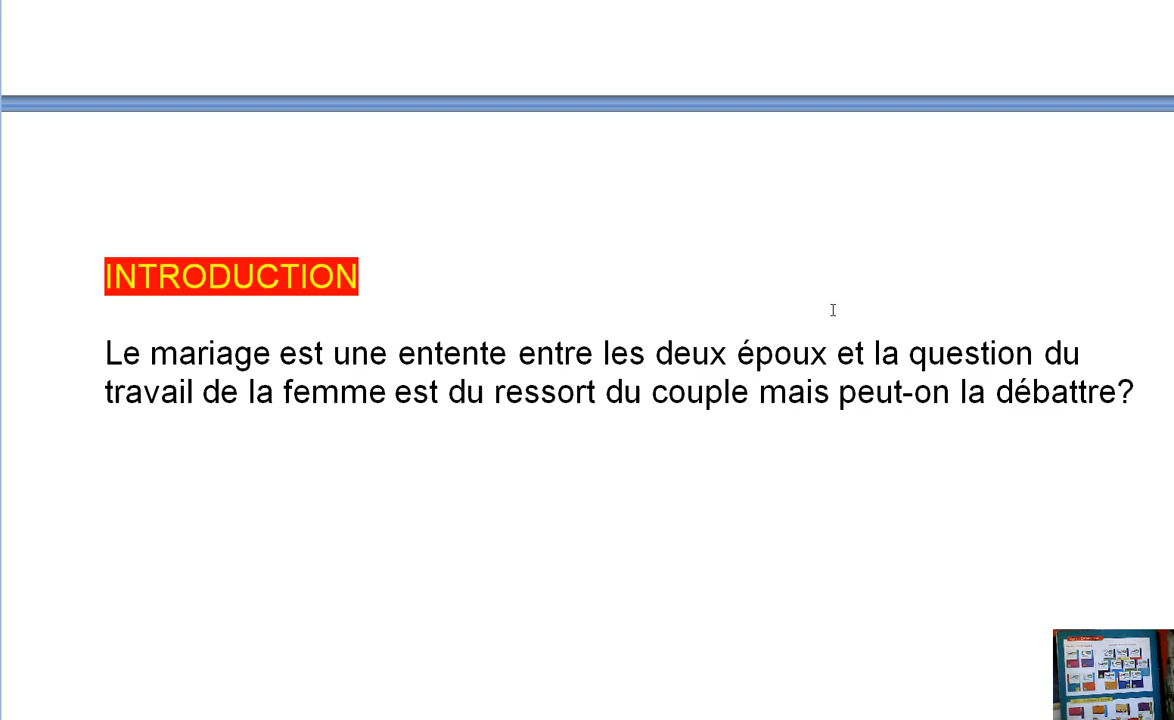 INTRODUCTION
Le mariage est une entente entre les deux époux et la question du
travail de la femme est du ressort du couple mais peut-on la débattre?